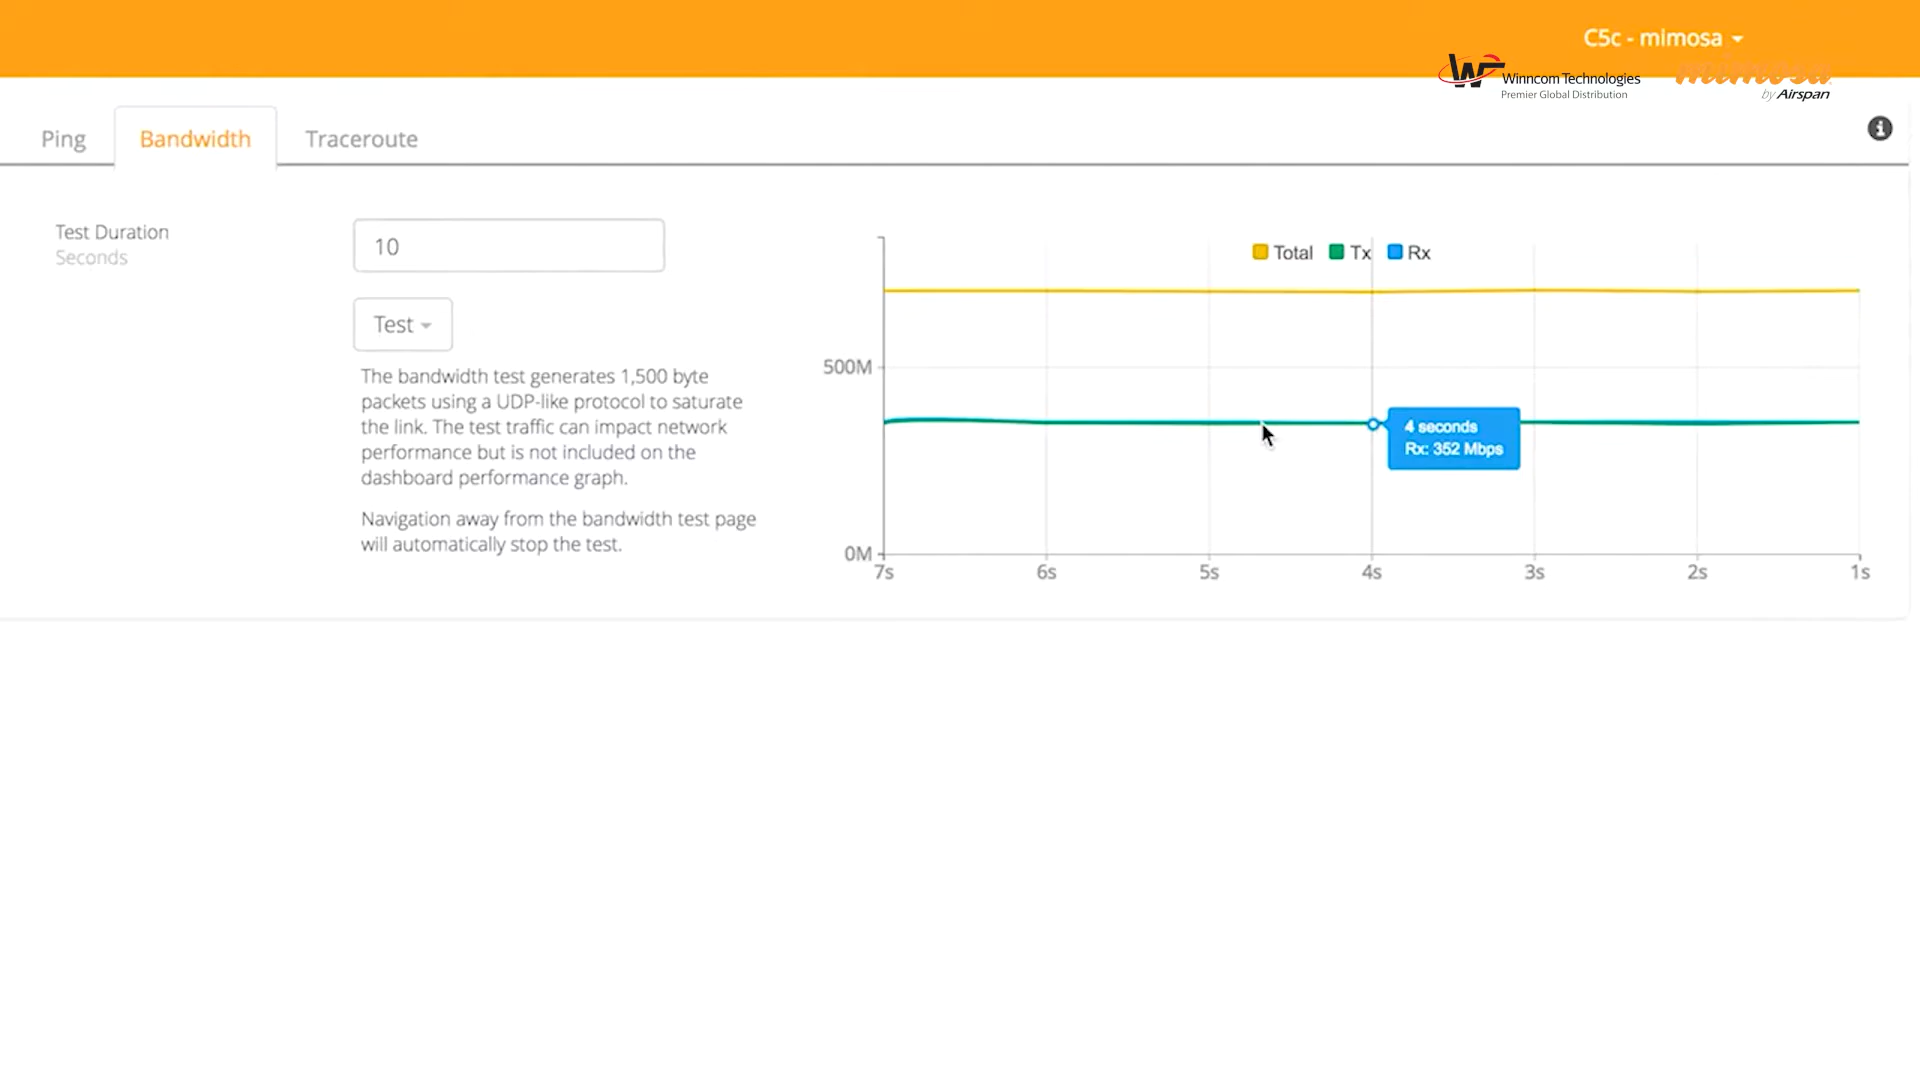 C5c - mimosa
Winncom Technologies
Premier Global Distribution
mimosa
by Airspan
Ping
Bandwidth
Traceroute
Test Duration
Seconds
10
Test
The bandwidth test generates 1,500 byte
packets using a UDP-like protocol to saturate
the link. The test traffic can impact network
performance but is not included on the
dashboard performance graph.
Navigation away from the bandwidth test page
will automatically stop the test.
Total Tx Rx
500M
0M
4 seconds
Rx: 352 Mbps
7s 6s 5s 4s 3s 2s 1s